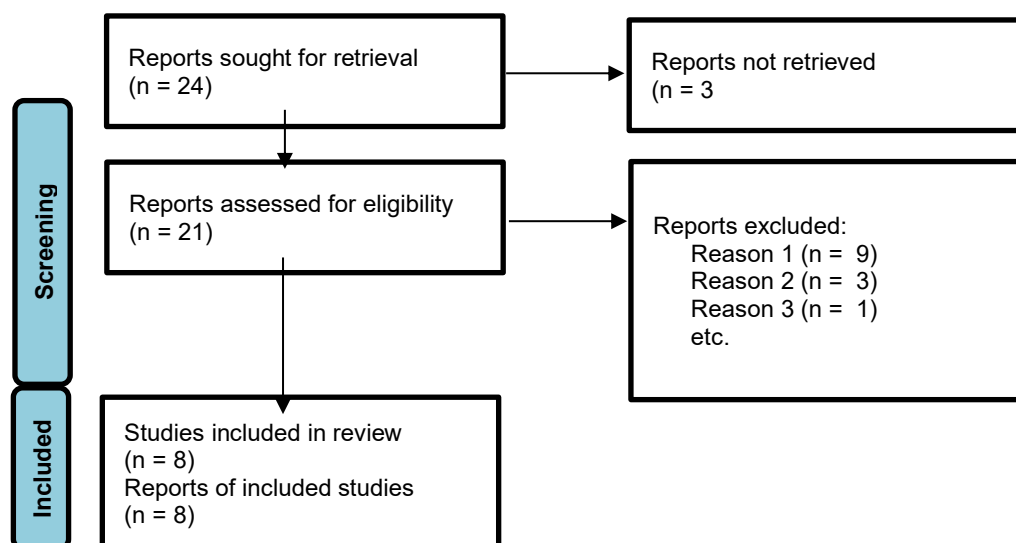 Reports sought for retrieval
(n = 24)
Reports not retrieved
(n = 3
Screening
Reports assessed for eligibility
(n = 21)
Reports excluded:
Reason 1 (n =  9)
Reason 2 (n =  3)
Reason 3 (n =  1)
etc.
Included
Studies included in review
(n = 8)
Reports of included studies
(n = 8)